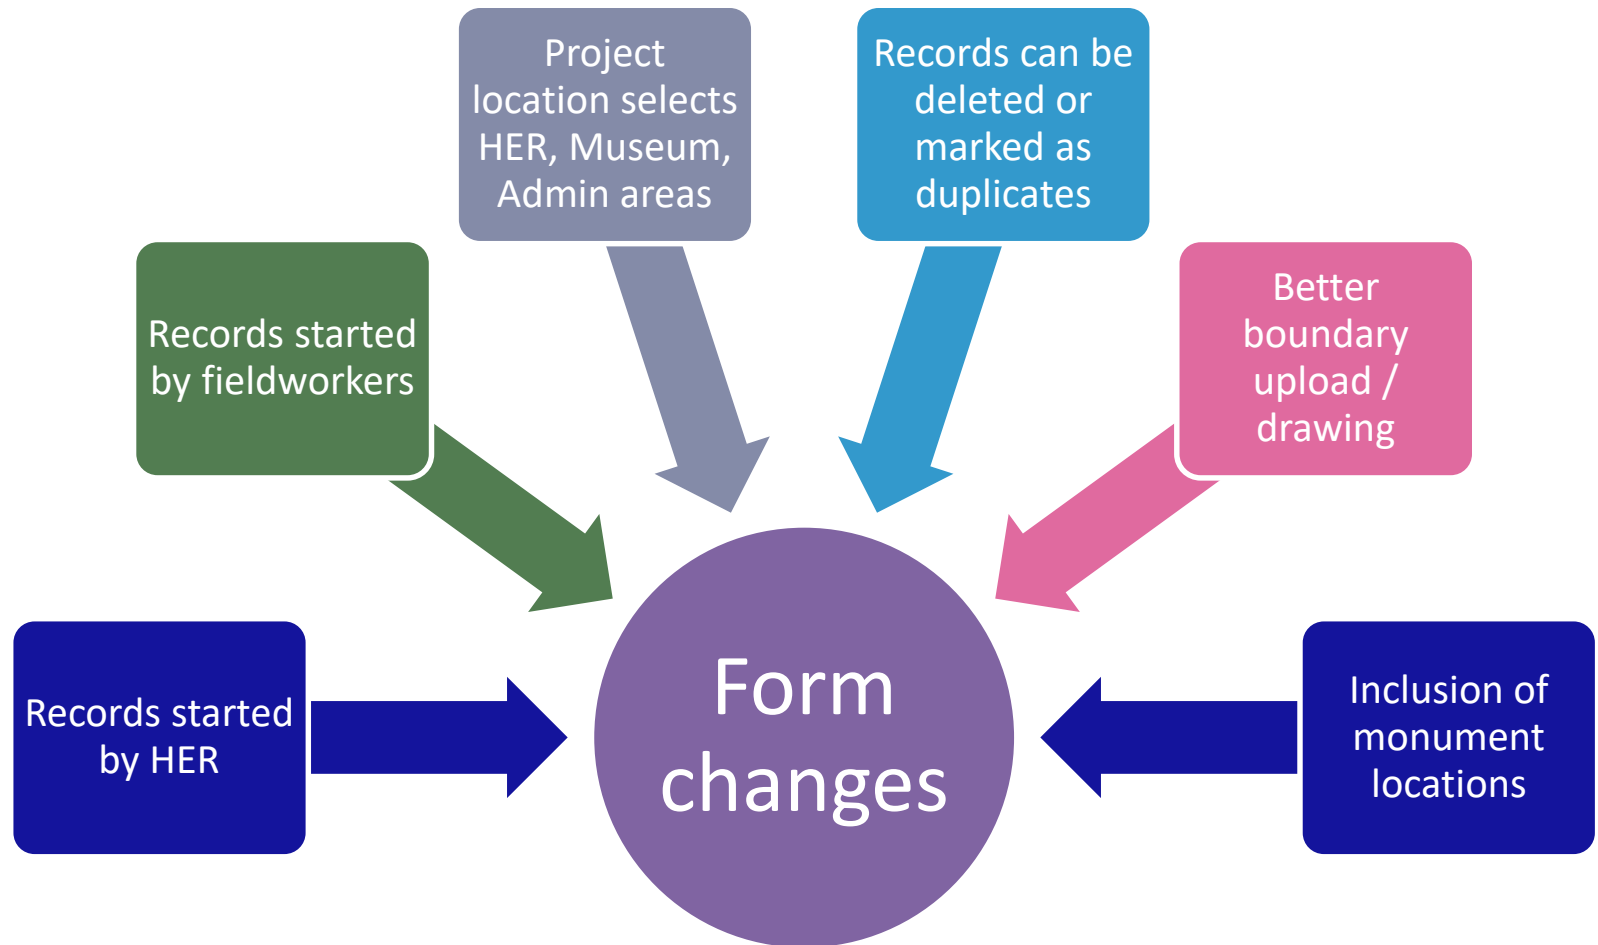 Project
location selects
HER, Museum,
Admin areas
Records can be
deleted or
marked as
duplicates
Records started
by fieldworkers
Better
boundary
upload /
drawing
Records started
by HER
Form
changes
Inclusion of
monument
locations